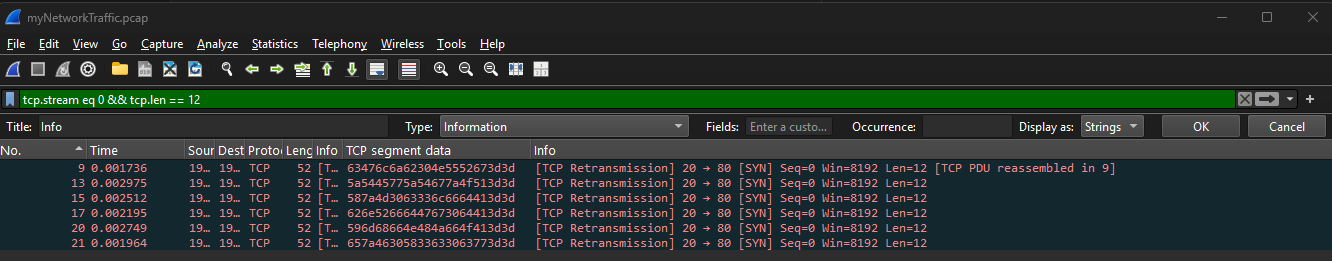 myNetworkTraffic.pcap
File Edit View Go Capture Analyze Statistics Telephony Wireless Tools Help
tcp.stream eq 0 && tcp.len == 12
Title: Info Type: Information Fields: Enter a custo... Occurrence: Display as: Strings OK Cancel
No. Time Sour Dest Protoc Leng Info TCP segment data Info
9 0.001736 19… 19… TCP 52 [T… 63476c6a62304e5552673d3d [TCP Retransmission] 20 → 80 [SYN] Seq=0 Win=8192 Len=12 [TCP PDU reassembled in 9]
13 0.002975 19… 19… TCP 52 [T… 5a5445775a54677a4f513d3d [TCP Retransmission] 20 → 80 [SYN] Seq=0 Win=8192 Len=12
15 0.002512 19… 19… TCP 52 [T… 587a4d3063336c6664413d3d [TCP Retransmission] 20 → 80 [SYN] Seq=0 Win=8192 Len=12
17 0.002195 19… 19… TCP 52 [T… 626e52666447673064413d3d [TCP Retransmission] 20 → 80 [SYN] Seq=0 Win=8192 Len=12
20 0.002749 19… 19… TCP 52 [T… 596d68664e484a664f413d3d [TCP Retransmission] 20 → 80 [SYN] Seq=0 Win=8192 Len=12
21 0.001964 19… 19… TCP 52 [T… 657a46305833633063773d3d [TCP Retransmission] 20 → 80 [SYN] Seq=0 Win=8192 Len=12